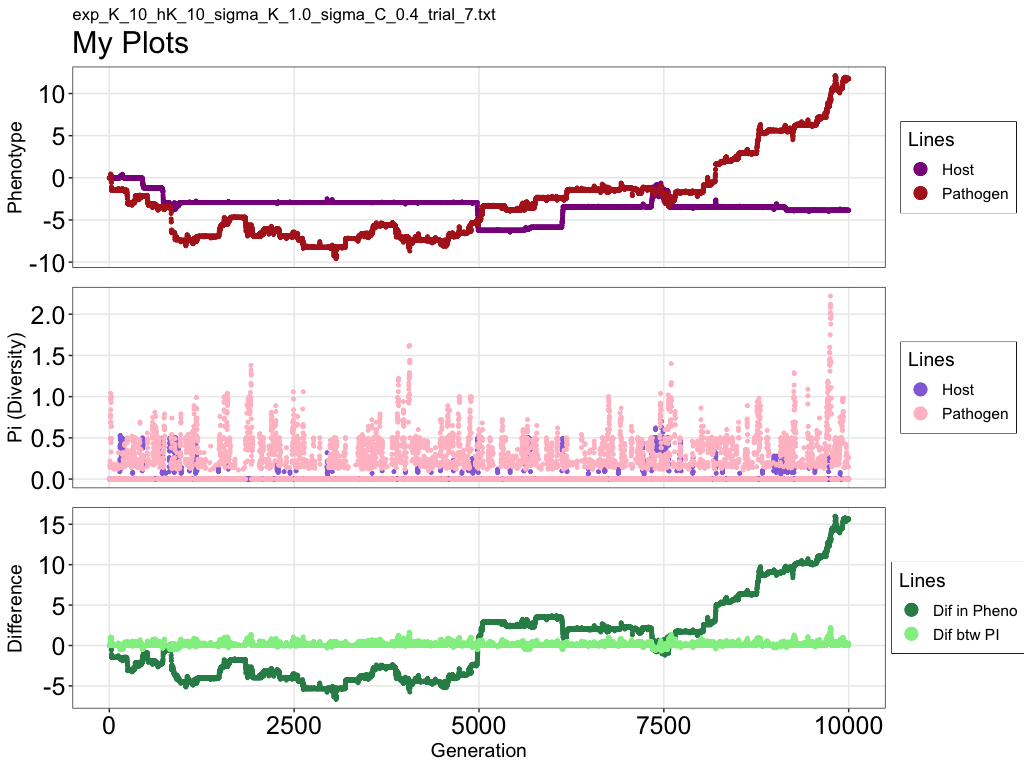 exp_K_10_hK_10_sigma_K_1.0_sigma_C_0.4_trial_7.txt
My Plots
Phenotype
10
5
0
-5
-10
Lines
Host
Pathogen
Pi (Diversity)
2.0
1.5
1.0
0.5
0.0
Lines
Host
Pathogen
Difference
15
10
5
0
-5
Lines
Dif in Pheno
Dif btw PI
0 2500 5000 7500 10000
Generation